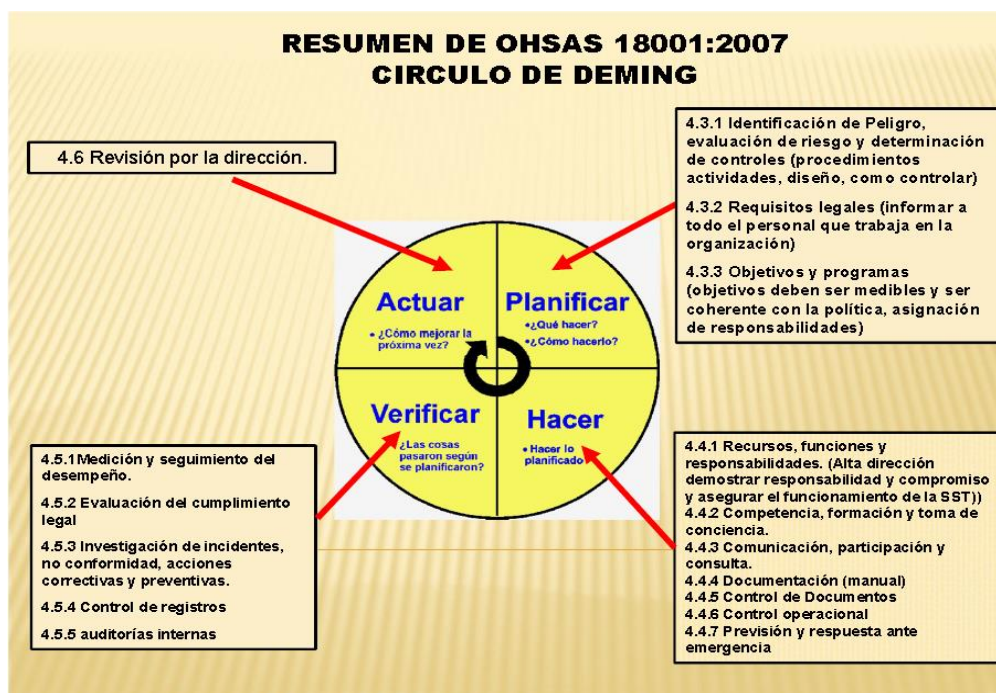 RESUMEN DE OHSAS 18001:2007
CIRCULO DE DEMING
4.6 Revisión por la dirección.
4.3.1 Identificación de Peligro,
evaluación de riesgo y determinación
de controles (procedimientos
actividades, diseño, como controlar)
4.3.2 Requisitos legales (informar a
todo el personal que trabaja en la
organización)
4.3.3 Objetivos y programas
(objetivos deben ser medibles y ser
coherente con la política, asignación
de responsabilidades)
Actuar
• ¿Cómo mejorar la
próxima vez?
Planificar
•¿Qué hacer?
•¿Cómo hacerlo?
Verificar
¿Las cosas
pasaron según
se planificaron?
Hacer
• Hacer lo
planificado
4.5.1Medición y seguimiento del
desempeño.
4.5.2 Evaluación del cumplimiento
legal
4.5.3 Investigación de incidentes,
no conformidad, acciones
correctivas y preventivas.
4.5.4 Control de registros
4.5.5 auditorías internas
4.4.1 Recursos, funciones y
responsabilidades. (Alta dirección
demostrar responsabilidad y compromiso
y asegurar el funcionamiento de la SST))
4.4.2 Competencia, formación y toma de
conciencia.
4.4.3 Comunicación, participación y
consulta.
4.4.4 Documentación (manual)
4.4.5 Control de Documentos
4.4.6 Control operacional
4.4.7 Previsión y respuesta ante
emergencia